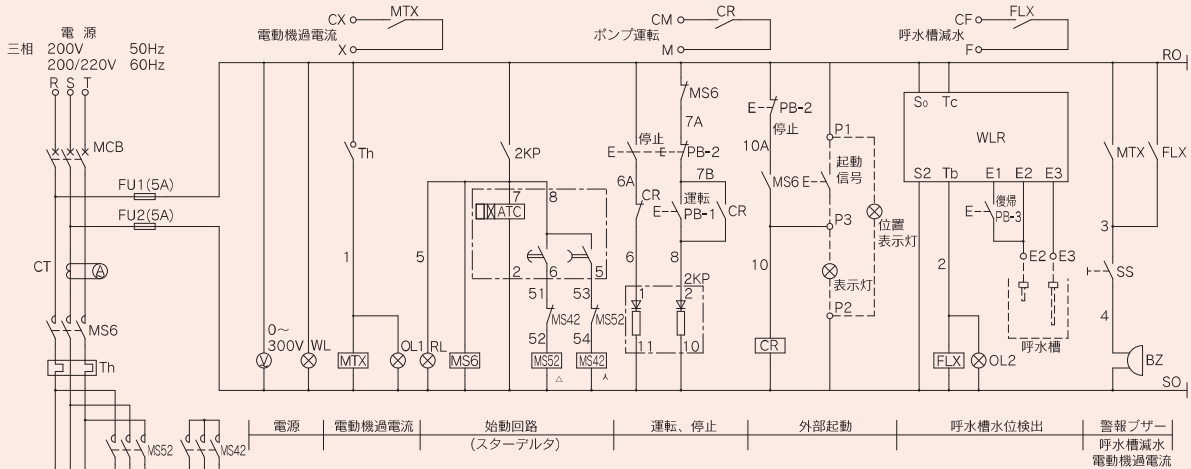 CX
MTX
電動機過電流
X
CM
CR
ポンプ運転
M
CF
FLX
呼水槽減水
F
電 源
三相 200V 50Hz
200/220V 60Hz
R S T
RO
MCB
FU1(5A)
FU2(5A)
CT
A
MS6
Th
MS52
MS42
V
0〜
300V
WL
Th
1
MTX
OL1
RL
5
MS6
2KP
7
8
ATC
2
6
5
51
53
MS42
MS52
52
54
MS52
MS42
△
人
停止
E
6A
CR
6
MS6
7A
E
PB-2
7B
運転
E
PB-1
CR
8
2KP
1
2
11
10
E
PB-2
停止
10A
MS6
10
CR
P1
起動
信号
E
P3
位置
表示灯
表示灯
P2
S₀ Tc
WLR
S2 Tb E1 E2 E3
復帰
E
PB-3
E2 E3
2
呼水槽
FLX
OL2
MTX
FLX
3
SS
4
BZ
SO
電源
電動機過電流
始動回路
(スターデルタ)
運転、停止
外部起動
呼水槽水位検出
警報ブザー
呼水槽減水
電動機過電流